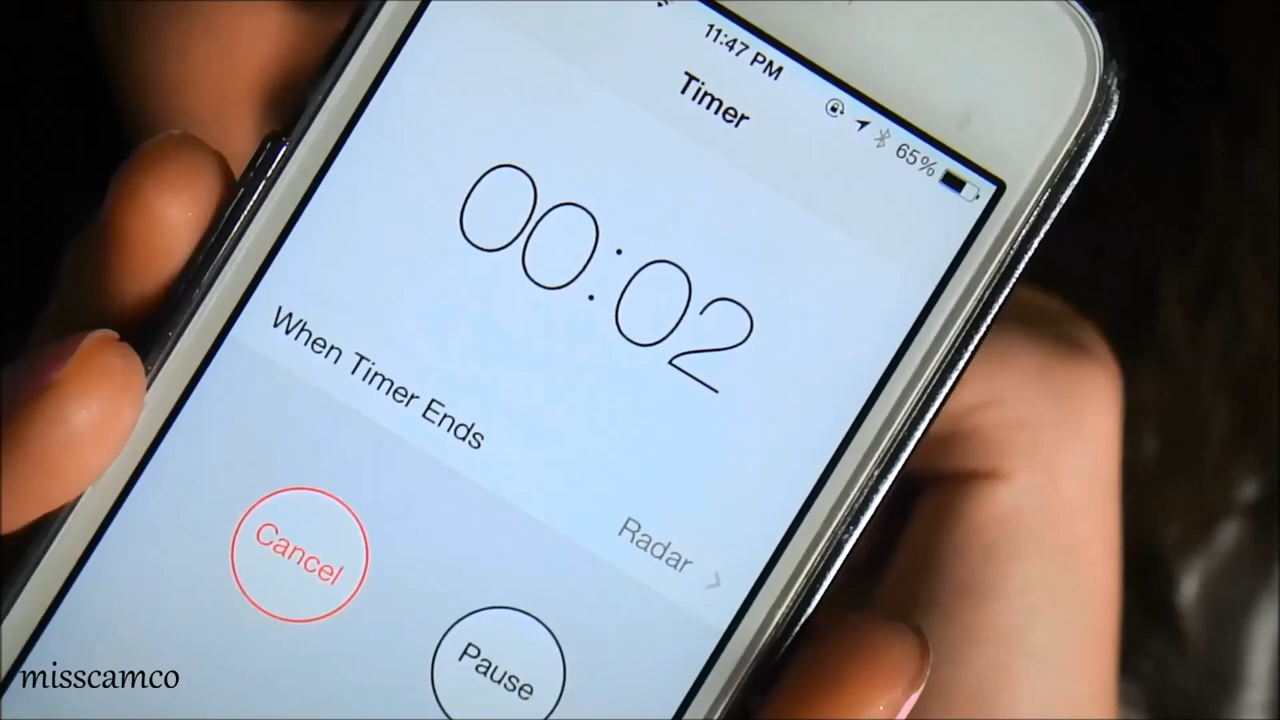 11:47 PM
65%
Timer
00:02
When Timer Ends
Radar >
Cancel
Pause
misscamco